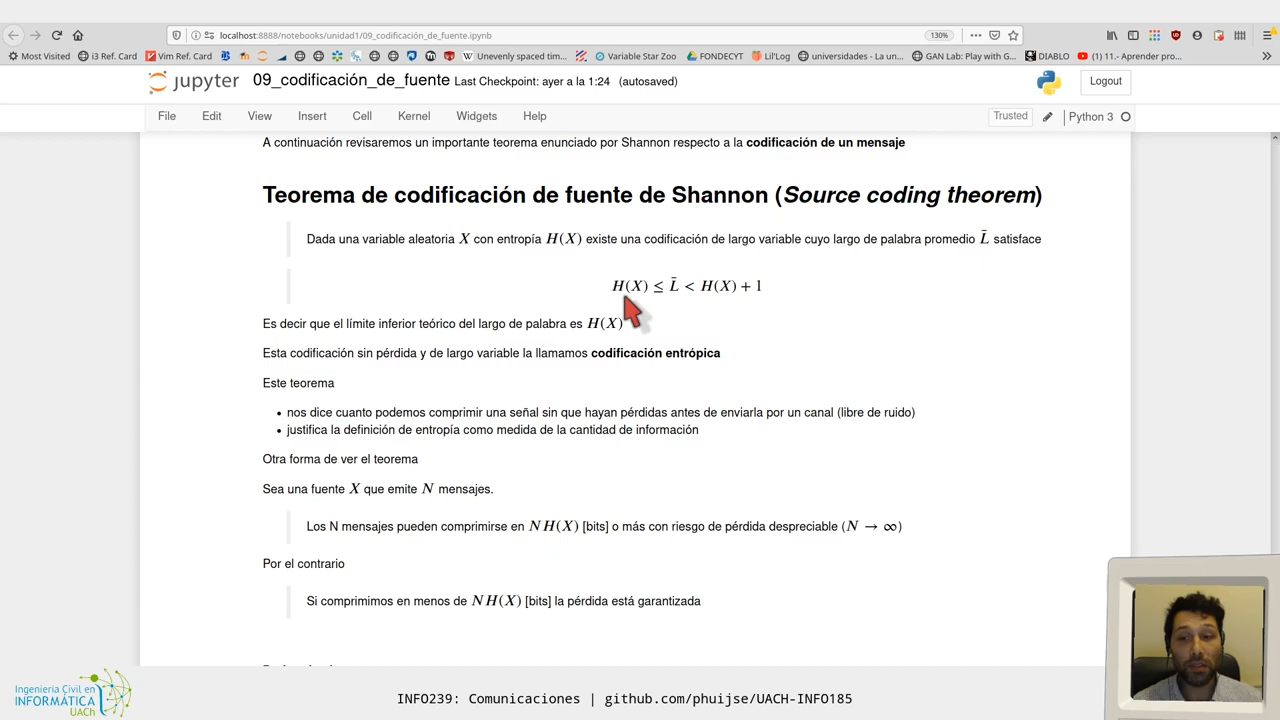 localhost:8888/notebooks/unidad1/09_codificación_de_fuente.ipynb
130%
Most Visited
i3 Ref. Card
Vim Ref. Card
Unevenly spaced tim...
Variable Star Zoo
FONDECYT
Lil'Log
universidades - La un...
GAN Lab: Play with G...
DIABLO
(1) 11.- Aprender pro...
jupyter 09_codificación_de_fuente Last Checkpoint: ayer a la 1:24 (autosaved)
Logout
File Edit View Insert Cell Kernel Widgets Help
Trusted
Python 3
A continuación revisaremos un importante teorema enunciado por Shannon respecto a la codificación de un mensaje
Teorema de codificación de fuente de Shannon (Source coding theorem)
Dada una variable aleatoria X con entropía H(X) existe una codificación de largo variable cuyo largo de palabra promedio L̄ satisface
H(X) ≤ L̄ < H(X) + 1
Es decir que el límite inferior teórico del largo de palabra es H(X)
Esta codificación sin pérdida y de largo variable la llamamos codificación entrópica
Este teorema
• nos dice cuanto podemos comprimir una señal sin que hayan pérdidas antes de enviarla por un canal (libre de ruido)
• justifica la definición de entropía como medida de la cantidad de información
Otra forma de ver el teorema
Sea una fuente X que emite N mensajes.
Los N mensajes pueden comprimirse en NH(X) [bits] o más con riesgo de pérdida despreciable (N → ∞)
Por el contrario
Si comprimimos en menos de NH(X) [bits] la pérdida está garantizada
Ingeniería Civil en
INFORMÁTICA
UACh
INFO239: Comunicaciones | github.com/phuijse/UACH-INFO185